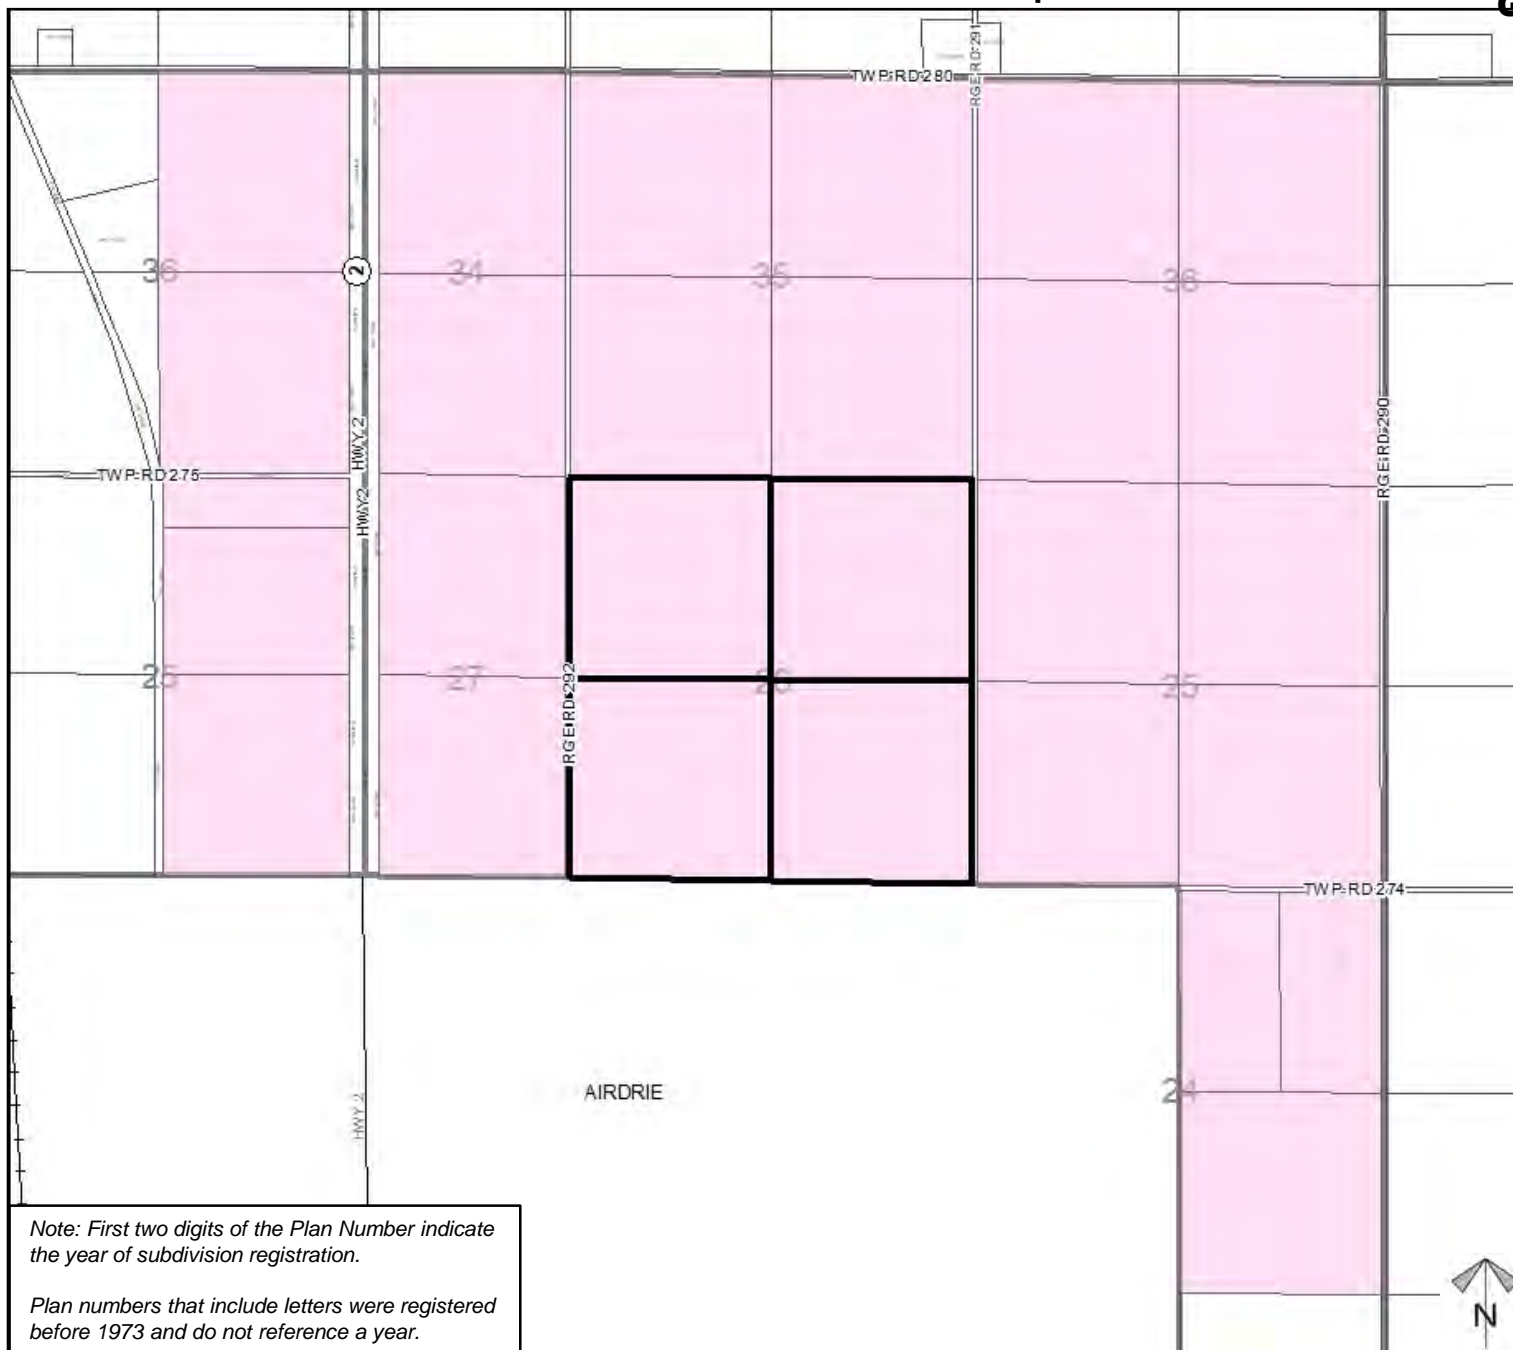 TWP RD 280
RGE RD 291
36
2
34
35
36
HWY 2
RGE RD 290
TWP RD 275
HWY 2
25
27
RGE RD 292
26
25
TWP RD 274
AIRDRIE
24
HWY 2
Note: First two digits of the Plan Number indicate
the year of subdivision registration.
Plan numbers that include letters were registered
before 1973 and do not reference a year.
N